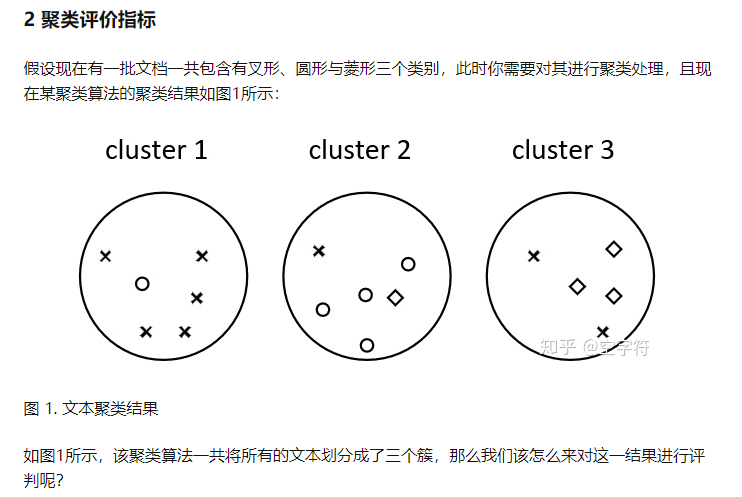 2 聚类评价指标
假设现在有一批文档一共包含有叉形、圆形与菱形三个类别，此时你需要对其进行聚类处理，且现
在某聚类算法的聚类结果如图1所示：
cluster 1
cluster 2
cluster 3
知乎 @空字符
图 1. 文本聚类结果
如图1所示，该聚类算法一共将所有的文本划分成了三个簇，那么我们该怎么来对这一结果进行评
判呢？